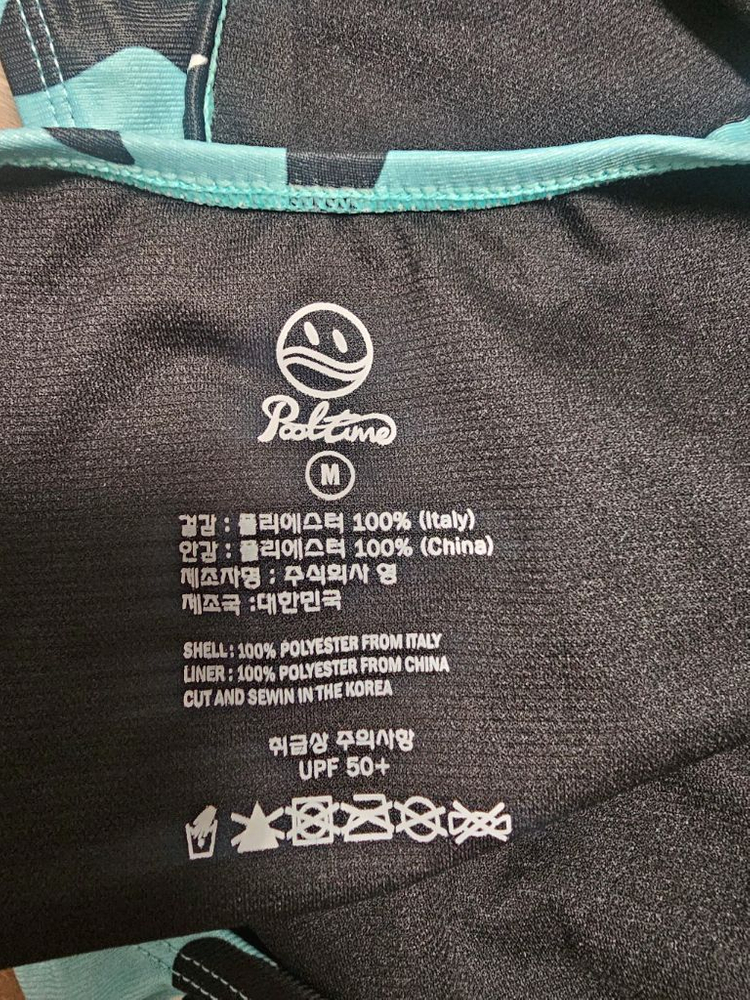 Pooltime
M
겉감 : 폴리에스터 100% (Italy)
안감 : 폴리에스터 100% (China)
제조자명 : 주식회사 영
제조국 :대한민국
SHELL : 100% POLYESTER FROM ITALY
LINER : 100% POLYESTER FROM CHINA
CUT AND SEWIN IN THE KOREA
취급상 주의사항
UPF 50+